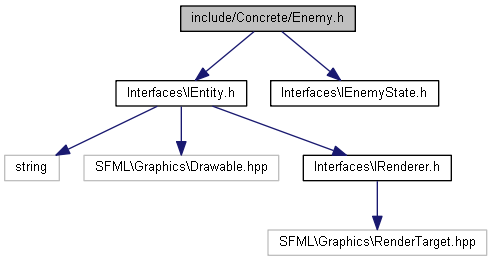 include/Concrete/Enemy.h
Interfaces\IEntity.h
Interfaces\IEnemyState.h
string
SFML\Graphics\Drawable.hpp
Interfaces\IRenderer.h
SFML\Graphics\RenderTarget.hpp